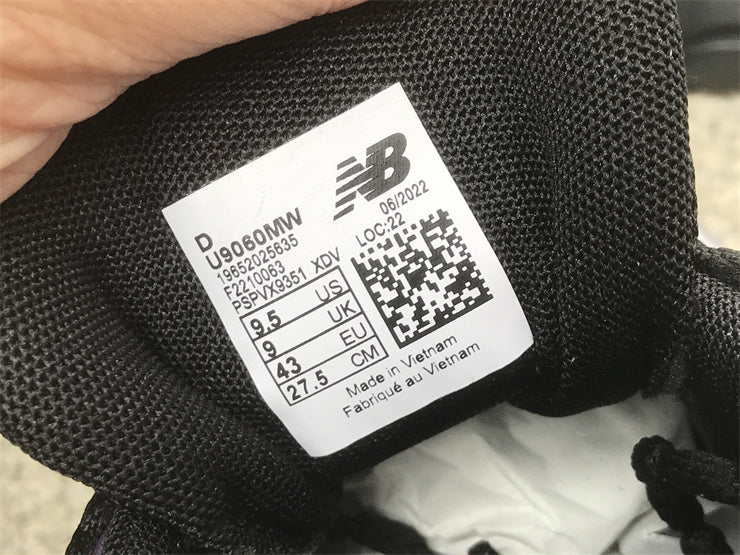 NB
06/2022
LOC:22
D
U9060MW
19652025635
F2210063
PSPVX9351 XDV
9.5 US
9 UK
43 EU
27.5 CM
Made in Vietnam
Fabriqué au Vietnam